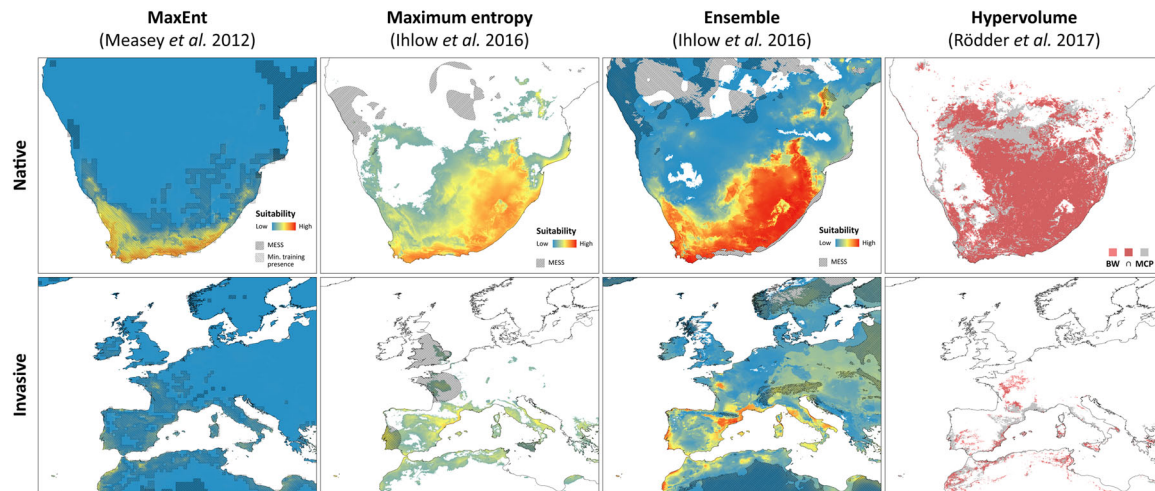 MaxEnt
(Measey et al. 2012)
Maximum entropy
(Ihlow et al. 2016)
Ensemble
(Ihlow et al. 2016)
Hypervolume
(Rödder et al. 2017)
Native
Suitability
Low High
MESS
Min. training
presence
Suitability
Low High
MESS
Suitability
Low High
MESS
BW ∩ MCP
Invasive